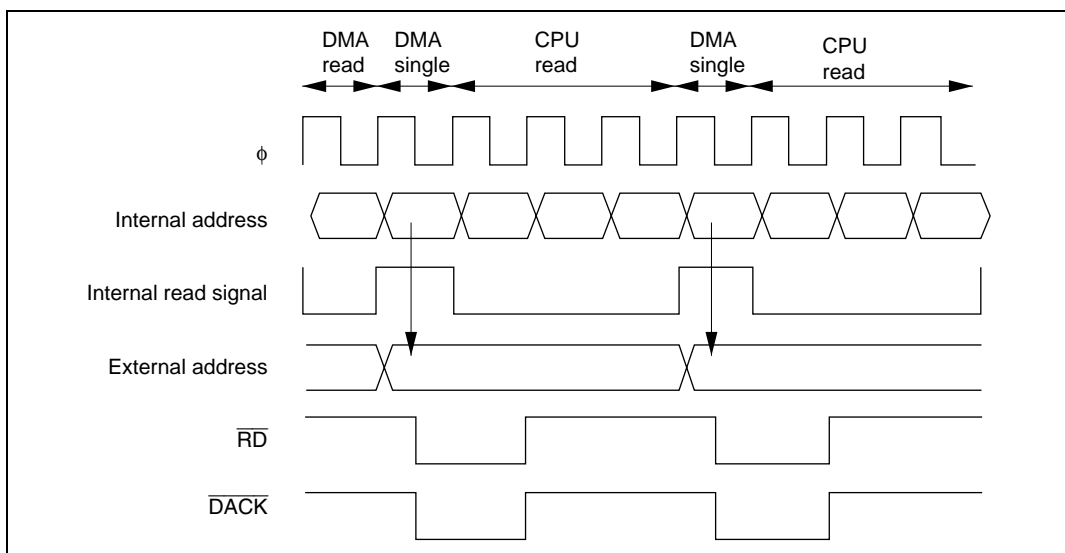 DMA read
DMA single
CPU read
DMA single
CPU read
ϕ
Internal address
Internal read signal
External address
RD
DACK